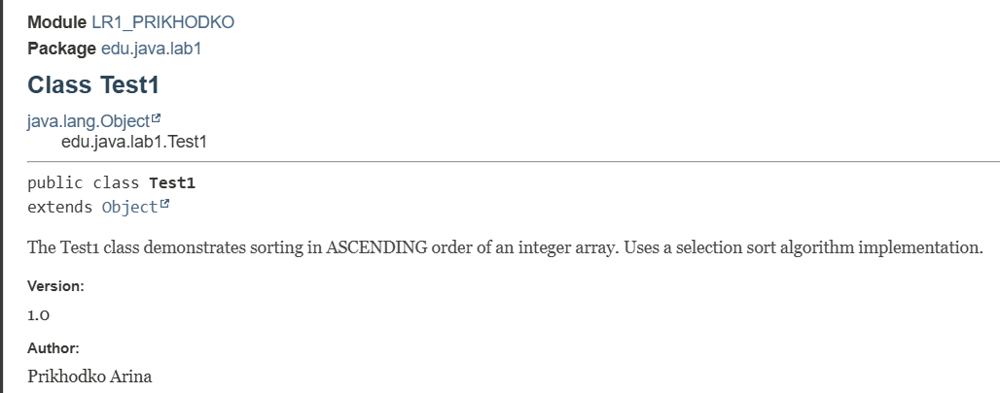 Module LR1_PRIKHODKO
Package edu.java.lab1
Class Test1
java.lang.Object
edu.java.lab1.Test1
public class Test1
extends Object
The Test1 class demonstrates sorting in ASCENDING order of an integer array. Uses a selection sort algorithm implementation.
Version:
1.0
Author:
Prikhodko Arina